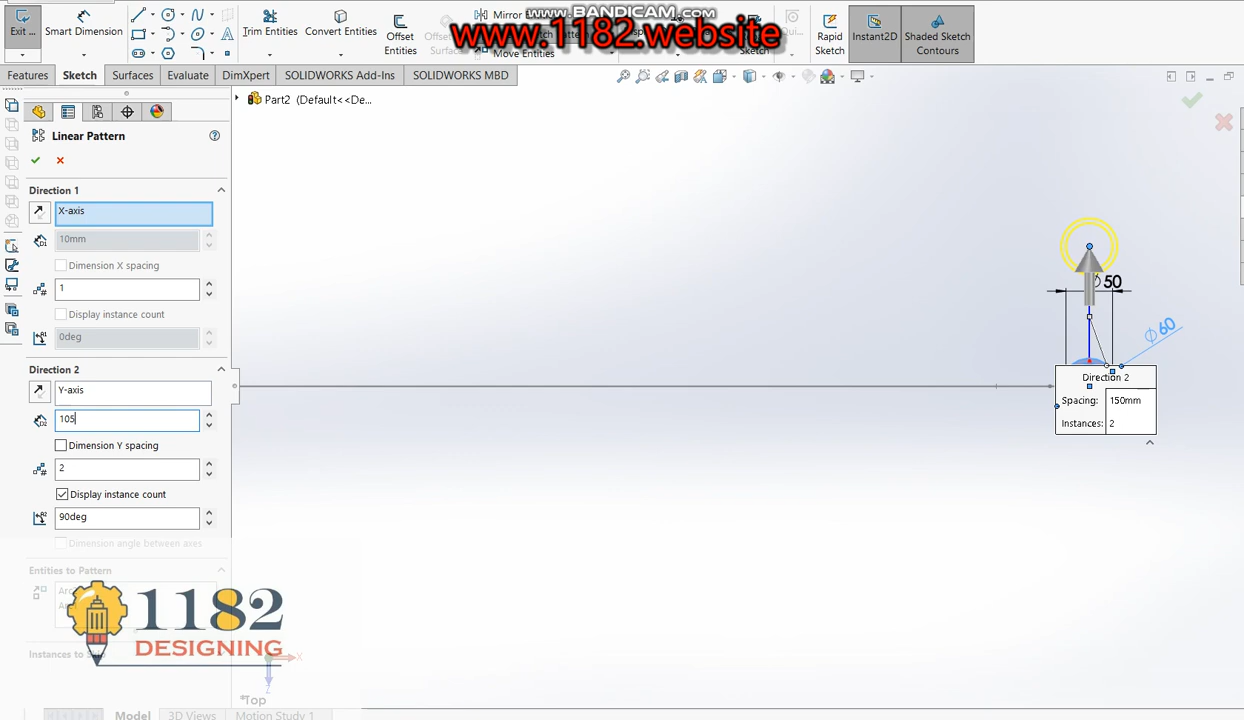 WWW.BANDICAM.COM
www.1182.website
Exit ...
Smart Dimension
Trim Entities
Convert Entities
Offset Entities
Mirror
Move Entities
Rapid Sketch
Instant2D
Shaded Sketch Contours
Features
Sketch
Surfaces
Evaluate
DimXpert
SOLIDWORKS Add-Ins
SOLIDWORKS MBD
Part2 (Default<<De...
Linear Pattern
Direction 1
X-axis
10mm
Dimension X spacing
1
Display instance count
0deg
Direction 2
Y-axis
105
Dimension Y spacing
2
Display instance count
90deg
Dimension angle between axes
Entities to Pattern
Instances to
1182
DESIGNING
∅50
∅60
Direction 2
Spacing: 150mm
Instances: 2
X
Z
*Top
Model
3D Views
Motion Study 1